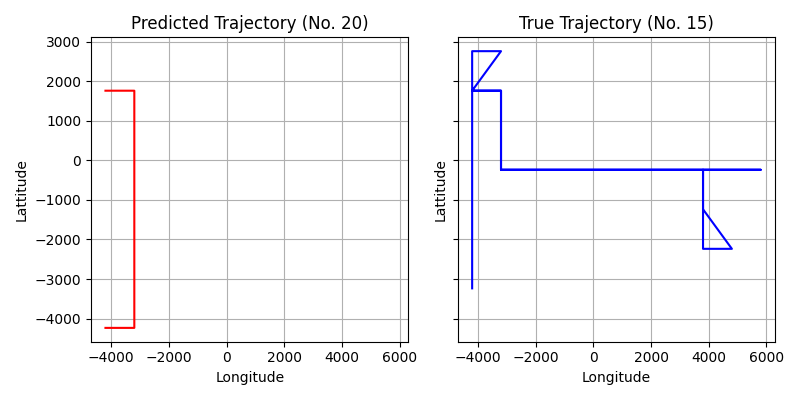 Predicted Trajectory (No. 20)
True Trajectory (No. 15)
3000
2000
1000
0
−1000
−2000
−3000
−4000
Lattitude
Lattitude
−4000 −2000 0 2000 4000 6000
−4000 −2000 0 2000 4000 6000
Longitude
Longitude